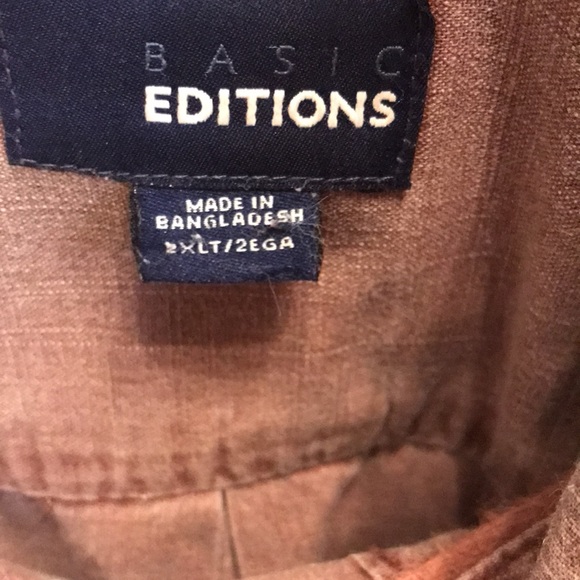 BASIC
EDITIONS
MADE IN
BANGLADESH
2XLT/2EGA